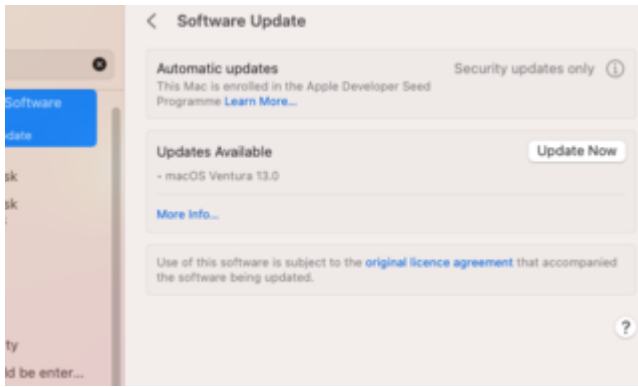 Software Update
Software
Update
sk
sk
ty
ld be enter...
Automatic updates
Security updates only
This Mac is enrolled in the Apple Developer Seed
Programme Learn More...
Updates Available
Update Now
- macOS Ventura 13.0
More Info...
Use of this software is subject to the original licence agreement that accompanied
the software being updated.
?